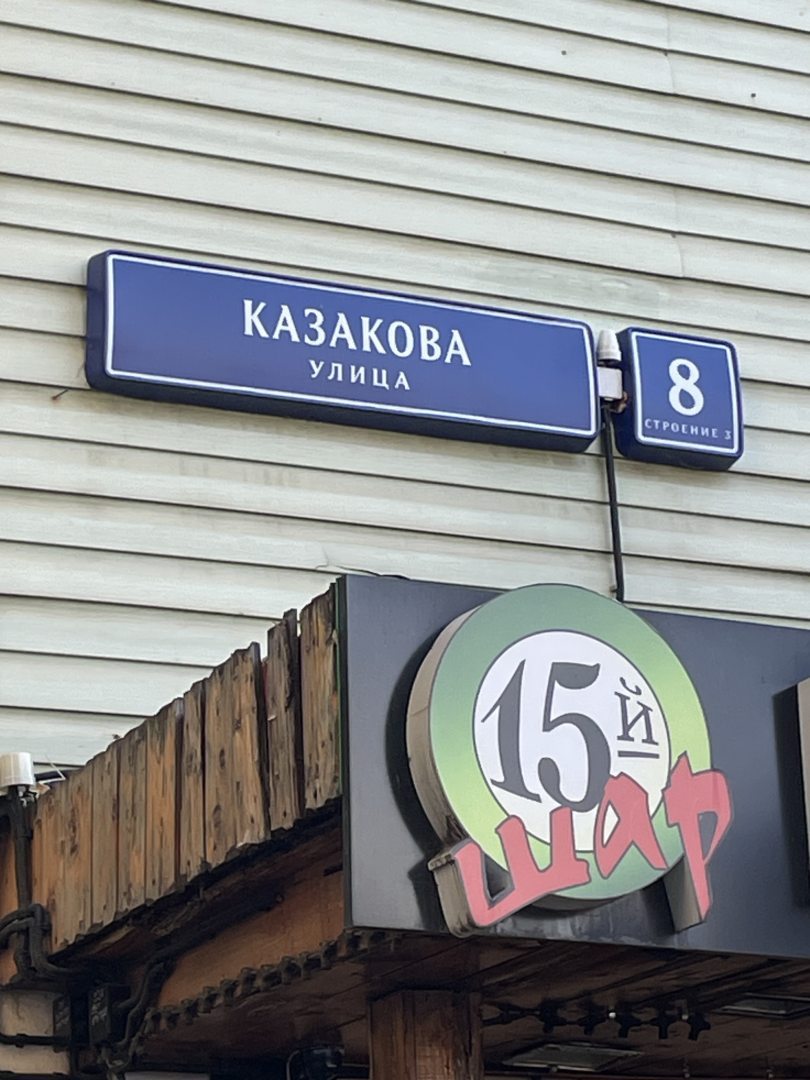 КАЗАКОВА
УЛИЦА
8
СТРОЕНИЕ 3
15й
шар